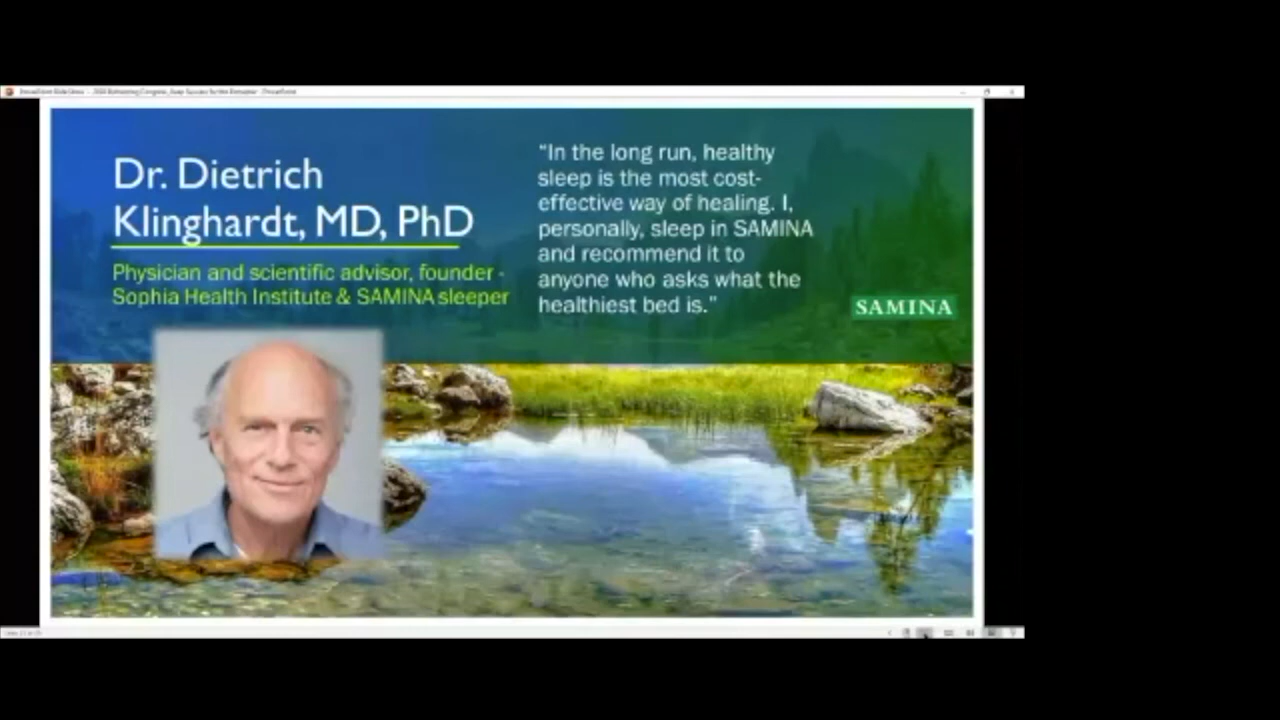 Dr. Dietrich
Klinghardt, MD, PhD
Physician and scientific advisor, founder -
Sophia Health Institute & SAMINA sleeper
“In the long run, healthy
sleep is the most cost-
effective way of healing. I,
personally, sleep in SAMINA
and recommend it to
anyone who asks what the
healthiest bed is.”
SAMINA